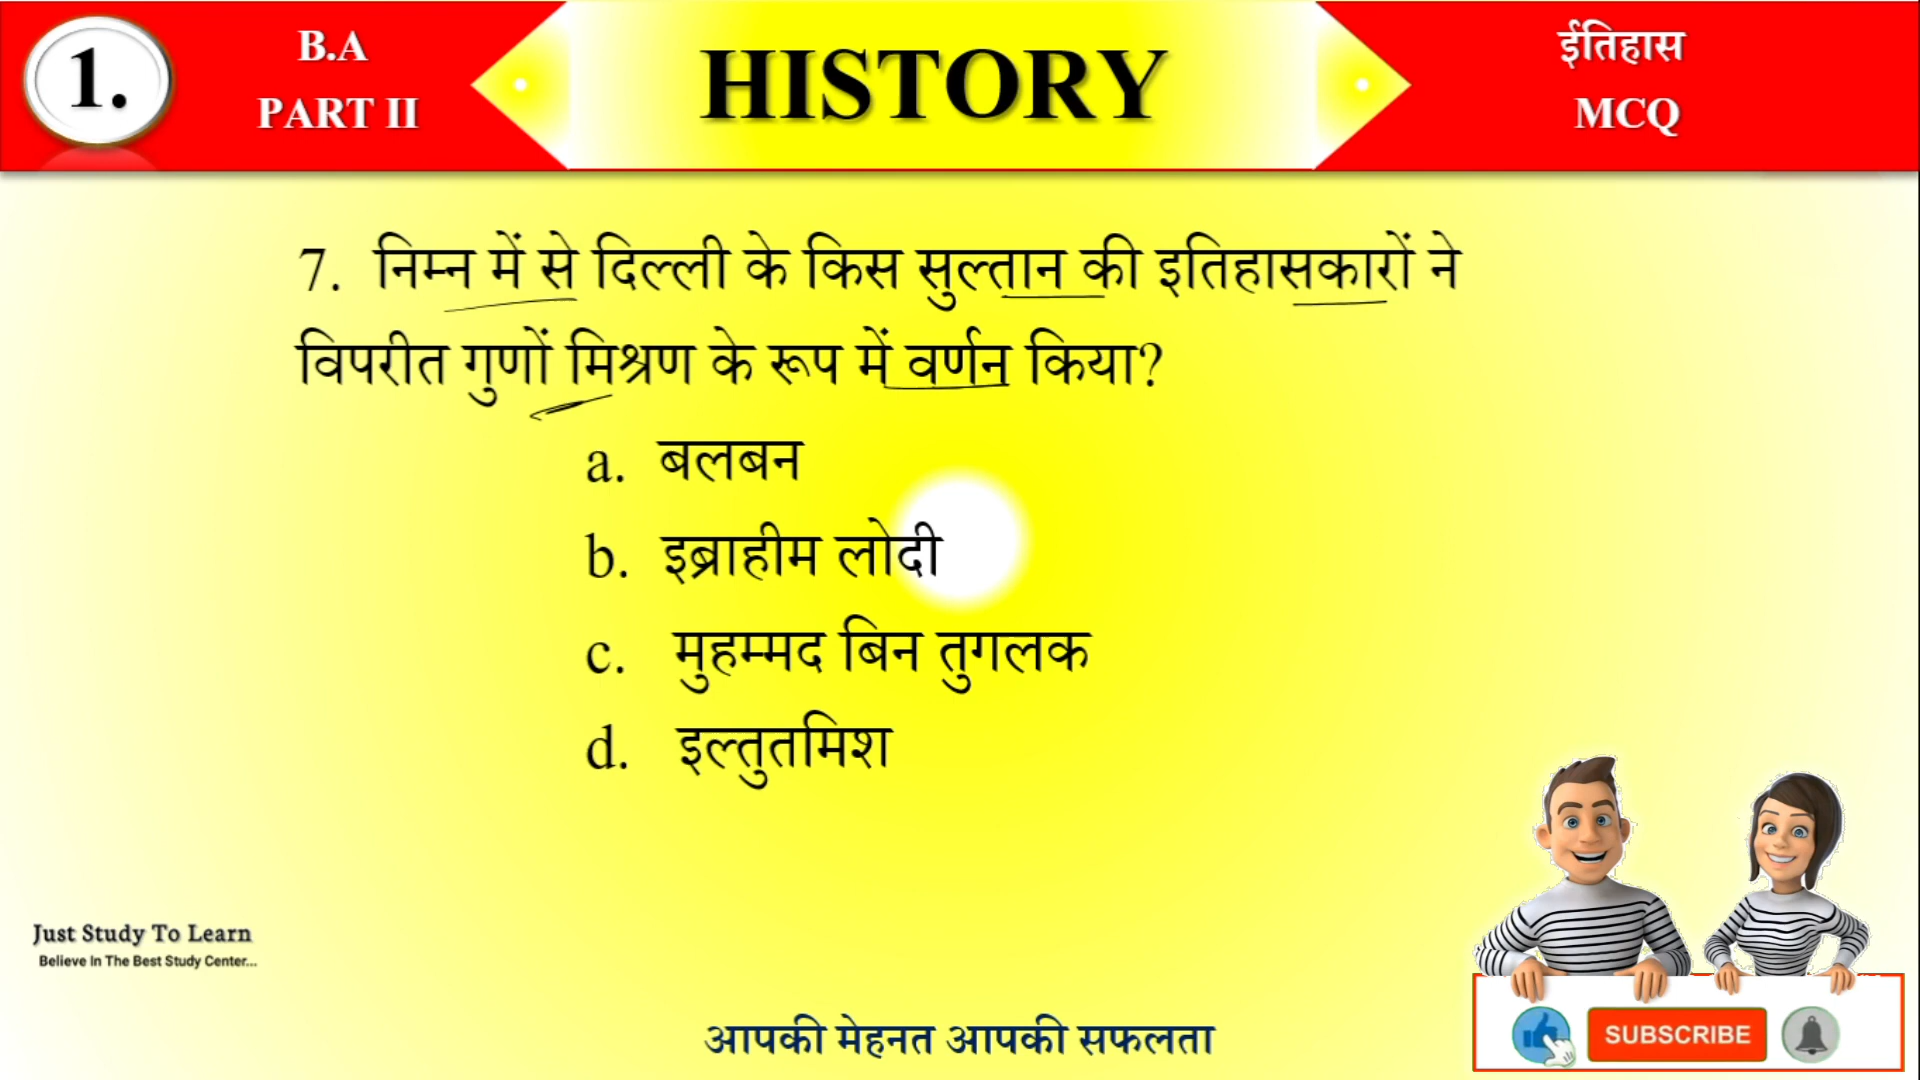 1.
B.A
PART II
HISTORY
ईतिहास
MCQ
7. निम्न में से दिल्ली के किस सुल्तान की इतिहासकारों ने
विपरीत गुणों मिश्रण के रूप में वर्णन किया?
a. बलबन
b. इब्राहीम लोदी
c. मुहम्मद बिन तुगलक
d. इल्तुतमिश
Just Study To Learn
Believe In The Best Study Center...
आपकी मेहनत आपकी सफलता
SUBSCRIBE